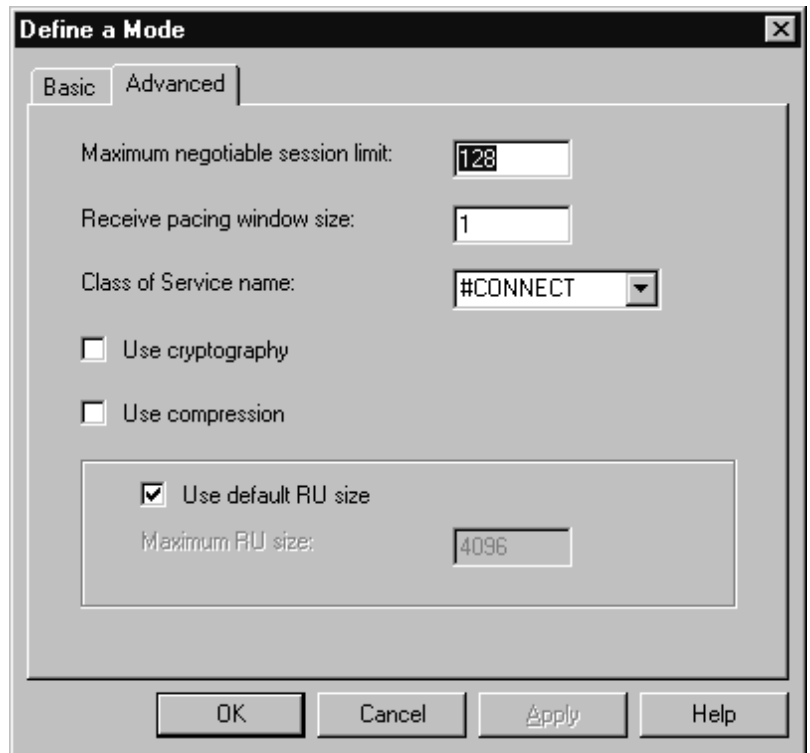 Define a Mode
Basic Advanced
Maximum negotiable session limit: 128
Receive pacing window size: 1
Class of Service name: #CONNECT
Use cryptography
Use compression
Use default RU size
Maximum RU size: 4096
OK Cancel Apply Help